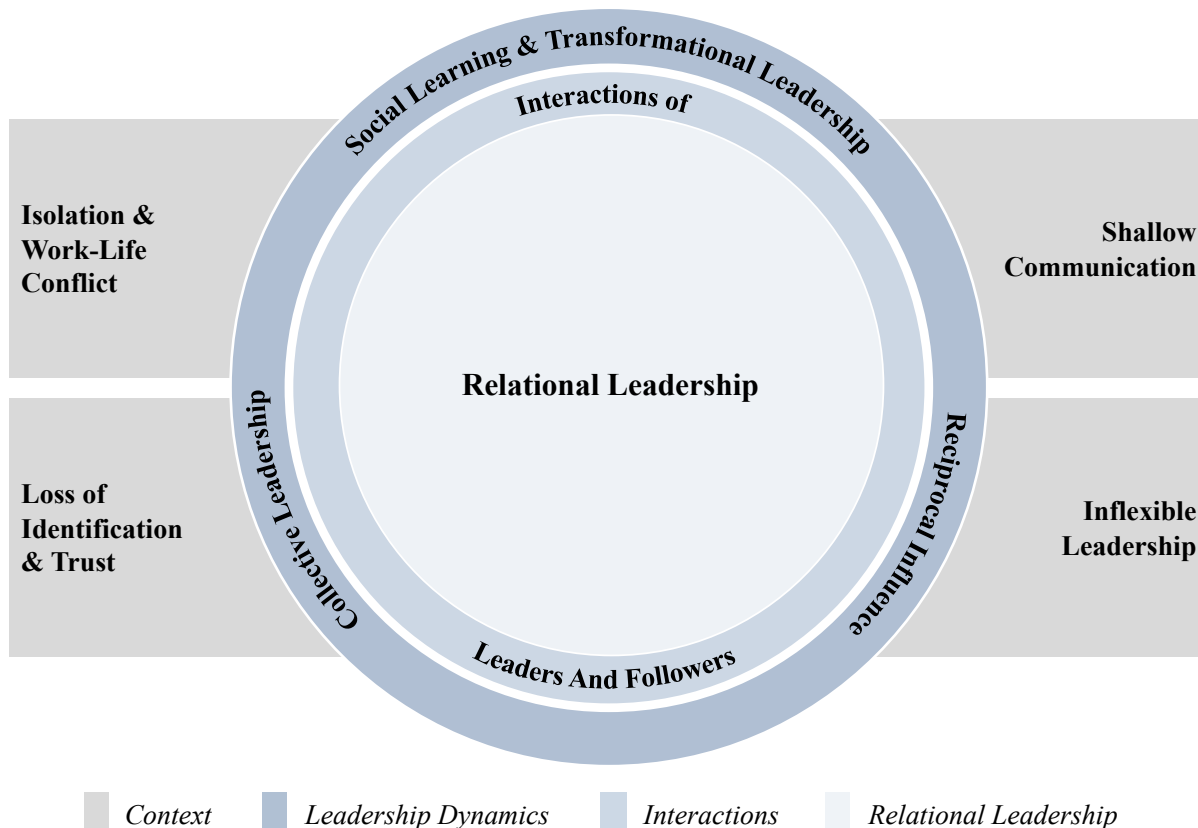 Social Learning & Transformational Leadership
Interactions of
Isolation &
Work-Life
Conflict
Shallow
Communication
Relational Leadership
Collective Leadership
Reciprocal Influence
Loss of
Identification
& Trust
Inflexible
Leadership
Leaders And Followers
Context
Leadership Dynamics
Interactions
Relational Leadership